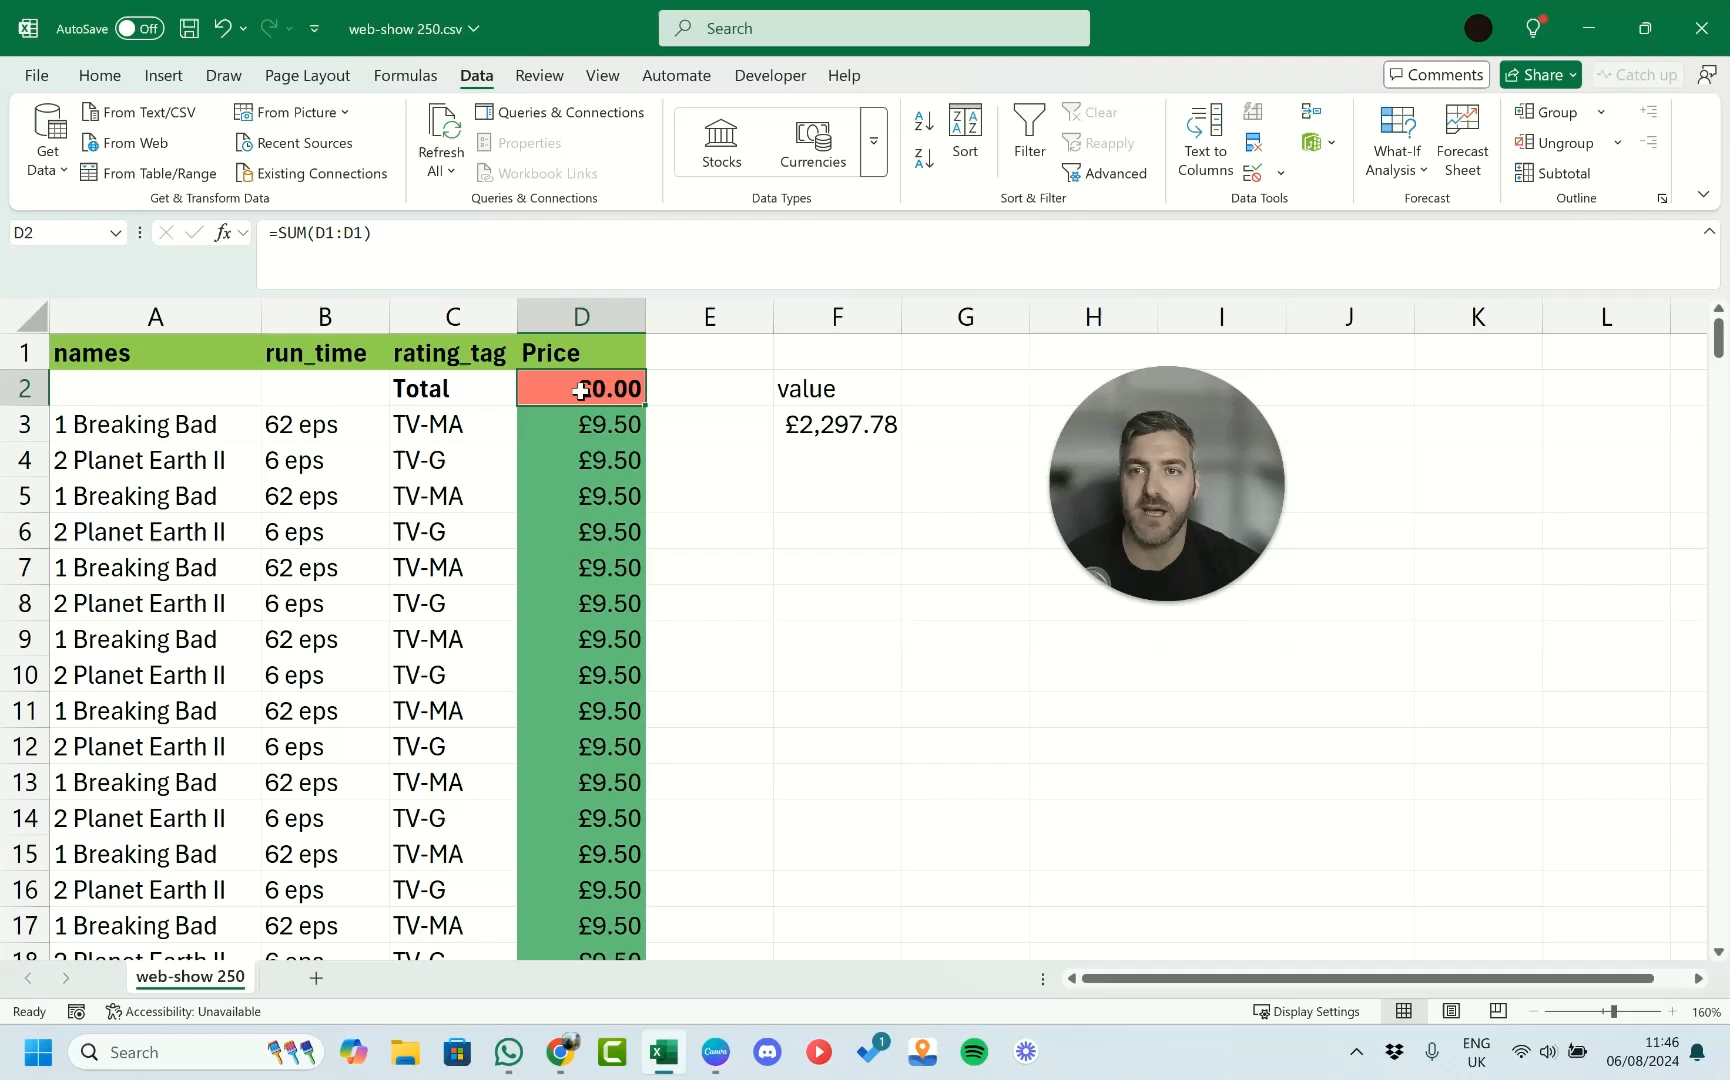 AutoSave Off web-show 250.csv Search
File Home Insert Draw Page Layout Formulas Data Review View Automate Developer Help Comments Share Catch up
Get Data From Text/CSV From Web From Table/Range From Picture Recent Sources Existing Connections
Get & Transform Data
Refresh All Queries & Connections Properties Workbook Links
Queries & Connections
Stocks Currencies
Data Types
Sort Filter Clear Reapply Advanced
Sort & Filter
Text to Columns
Data Tools
What-If Analysis Forecast Sheet
Forecast
Group Ungroup Subtotal
Outline
D2 fx =SUM(D1:D1)
A B C D E F G H I J K L
1 names run_time rating_tag Price
2 Total £0.00 value
3 1 Breaking Bad 62 eps TV-MA £9.50 £2,297.78
4 2 Planet Earth II 6 eps TV-G £9.50
5 1 Breaking Bad 62 eps TV-MA £9.50
6 2 Planet Earth II 6 eps TV-G £9.50
7 1 Breaking Bad 62 eps TV-MA £9.50
8 2 Planet Earth II 6 eps TV-G £9.50
9 1 Breaking Bad 62 eps TV-MA £9.50
10 2 Planet Earth II 6 eps TV-G £9.50
11 1 Breaking Bad 62 eps TV-MA £9.50
12 2 Planet Earth II 6 eps TV-G £9.50
13 1 Breaking Bad 62 eps TV-MA £9.50
14 2 Planet Earth II 6 eps TV-G £9.50
15 1 Breaking Bad 62 eps TV-MA £9.50
16 2 Planet Earth II 6 eps TV-G £9.50
17 1 Breaking Bad 62 eps TV-MA £9.50
18 2 Planet Earth II 6 eps TV-G £9.50
web-show 250
Ready Accessibility: Unavailable Display Settings 160%
Search Canva 1 ENG UK 11:46 06/08/2024